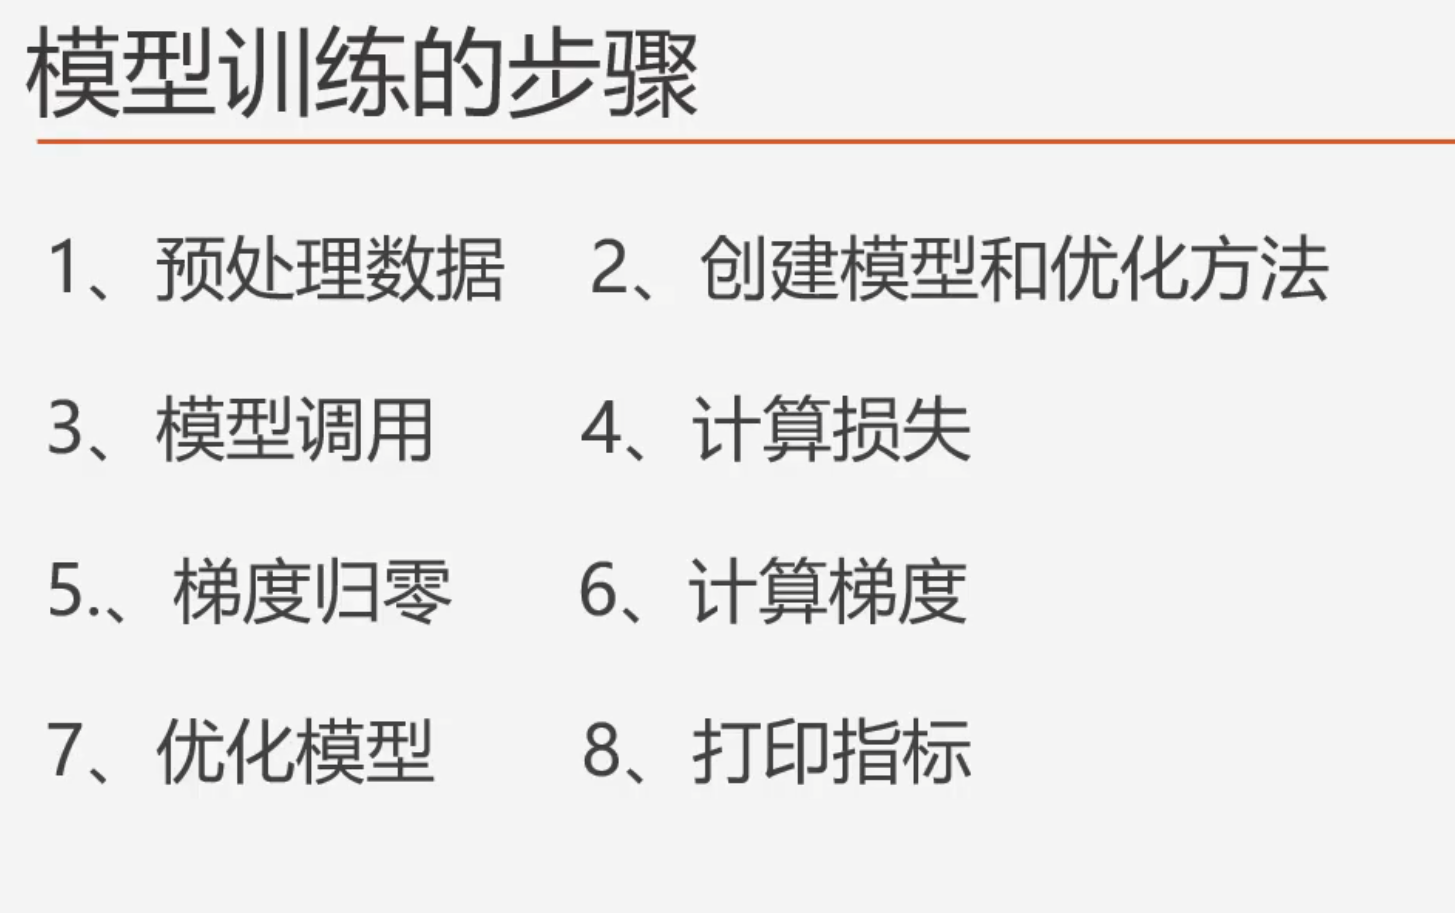 模型训练的步骤
1、预处理数据 2、创建模型和优化方法
3、模型调用 4、计算损失
5.、梯度归零 6、计算梯度
7、优化模型 8、打印指标